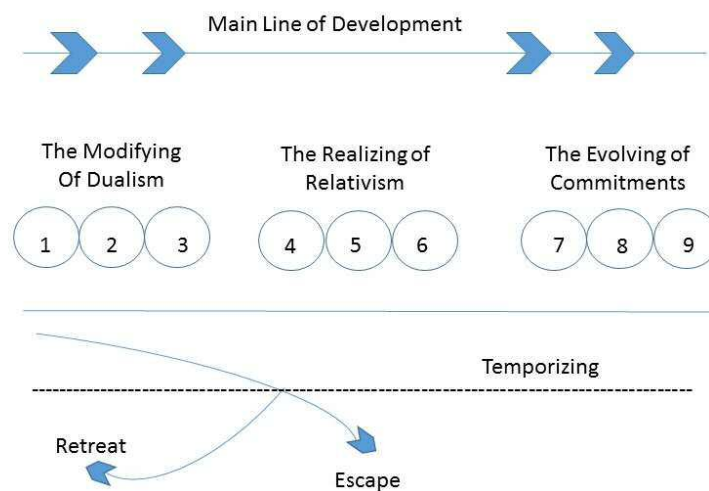 Main Line of Development
The Modifying
Of Dualism
The Realizing of
Relativism
The Evolving of
Commitments
1 2 3 4 5 6 7 8 9
Temporizing
Retreat
Escape